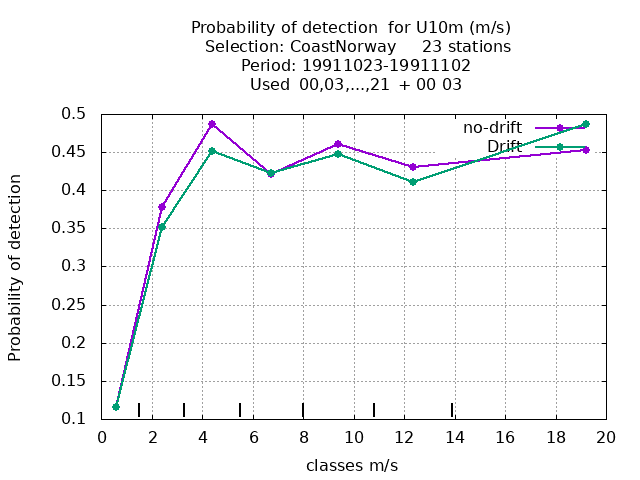 Probability of detection  for U10m (m/s)
Selection: CoastNorway     23 stations
Period: 19911023-19911102
Used  00,03,...,21  + 00 03
no-drift
Drift
0.5
0.45
0.4
0.35
0.3
0.25
0.2
0.15
0.1
Probability of detection
0 2 4 6 8 10 12 14 16 18 20
classes m/s